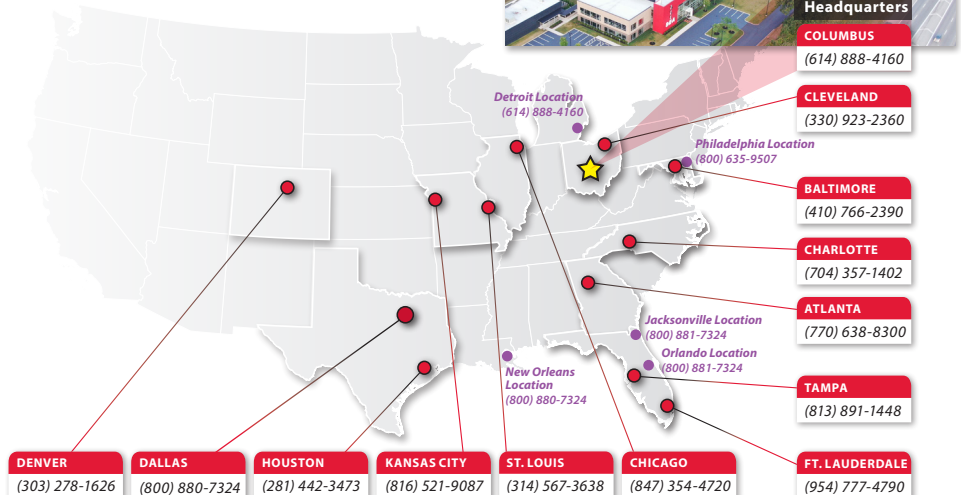 Headquarters
COLUMBUS
(614) 888-4160
CLEVELAND
(330) 923-2360
Detroit Location
(614) 888-4160
Philadelphia Location
(800) 635-9507
BALTIMORE
(410) 766-2390
CHARLOTTE
(704) 357-1402
ATLANTA
(770) 638-8300
Jacksonville Location
(800) 881-7324
Orlando Location
(800) 881-7324
New Orleans
Location
(800) 880-7324
TAMPA
(813) 891-1448
DENVER
(303) 278-1626
DALLAS
(800) 880-7324
HOUSTON
(281) 442-3473
KANSAS CITY
(816) 521-9087
ST. LOUIS
(314) 567-3638
CHICAGO
(847) 354-4720
FT. LAUDERDALE
(954) 777-4790